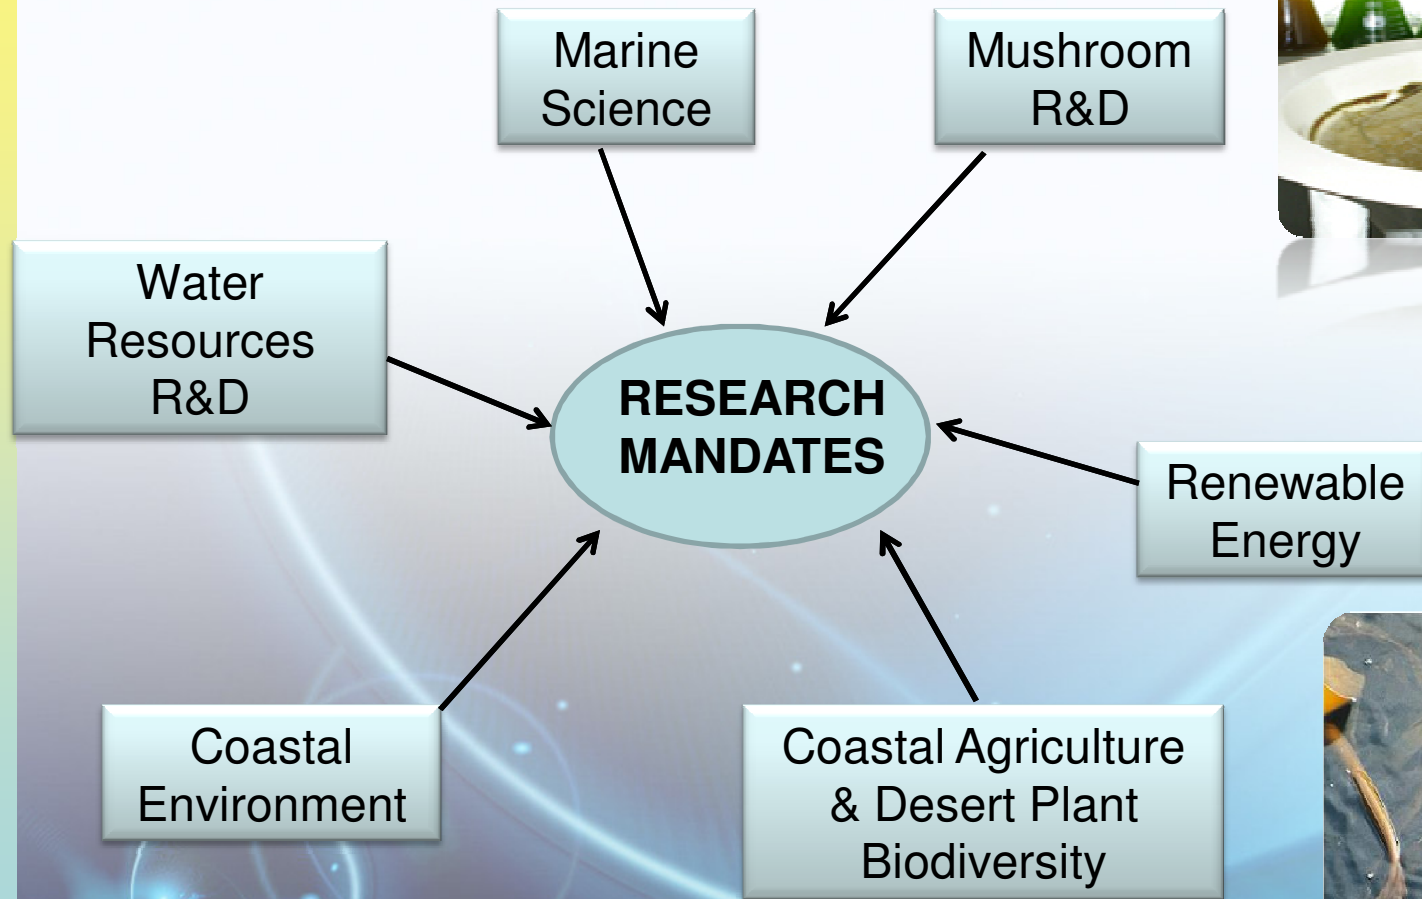 Marine
Science
Mushroom
R&D
Water
Resources
R&D
RESEARCH
MANDATES
Renewable
Energy
Coastal
Environment
Coastal Agriculture
& Desert Plant
Biodiversity